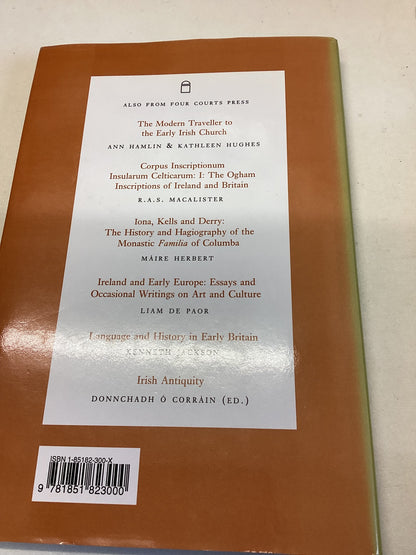 ALSO FROM FOUR COURTS PRESS
The Modern Traveller to
the Early Irish Church
ANN HAMLIN & KATHLEEN HUGHES
Corpus Inscriptionum
Insularum Celticarum: I: The Ogham
Inscriptions of Ireland and Britain
R.A.S. MACALISTER
Iona, Kells and Derry:
The History and Hagiography of the
Monastic Familia of Columba
MÁIRE HERBERT
Ireland and Early Europe: Essays and
Occasional Writings on Art and Culture
LIAM DE PAOR
Language and History in Early Britain
KENNETH JACKSON
Irish Antiquity
DONNCHADH Ó CORRÁIN (ED.)
ISBN 1-85182-300-X
9 781851 823000